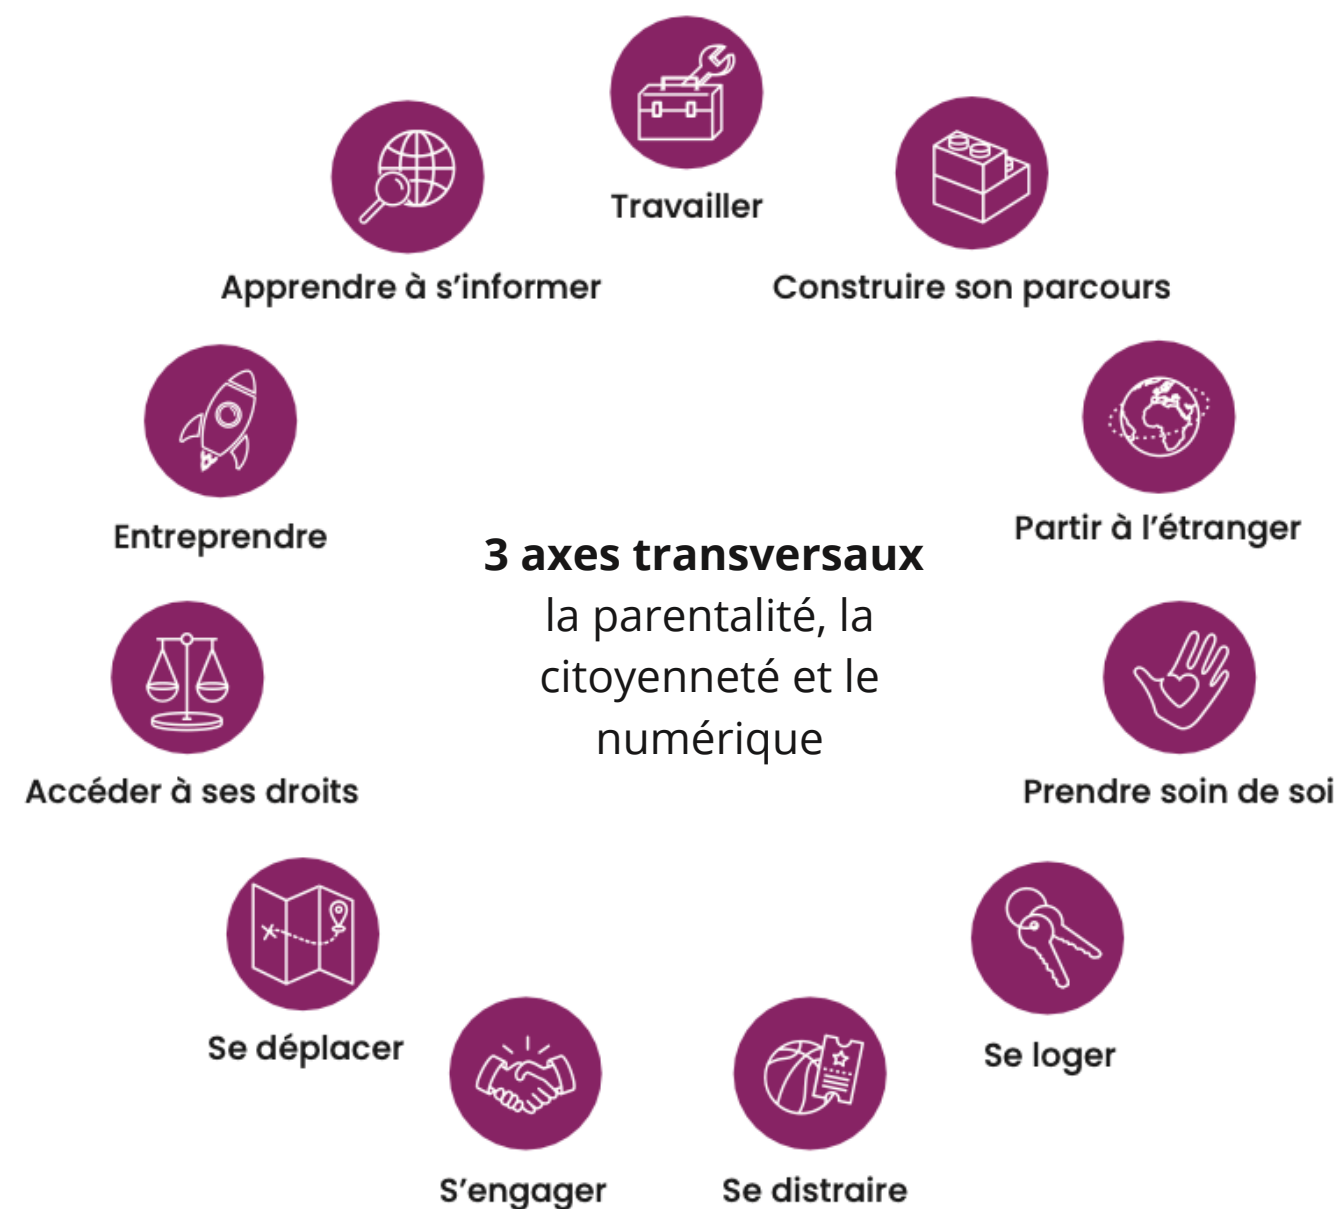 Travailler
Apprendre à s’informer
Construire son parcours
Entreprendre
Partir à l’étranger
3 axes transversaux
la parentalité, la
citoyenneté et le
numérique
Accéder à ses droits
Prendre soin de soi
Se déplacer
Se loger
S’engager
Se distraire